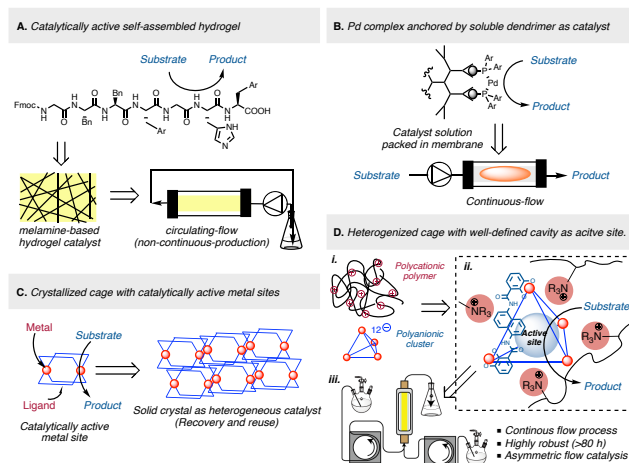 A. Catalytically active self-assembled hydrogel
Substrate
Product
Fmoc
N
H
O
Bn
H
N
O
Bn
N
H
O
Ar
H
N
O
N
H
O
NH
N
H
N
Ar
COOH
melamine-based
hydrogel catalyst
circulating-flow
(non-continuous-production)
B. Pd complex anchored by soluble dendrimer as catalyst
Ar
Ar
P
Pd
P
Ar
Ar
Substrate
Product
Catalyst solution
packed in membrane
Substrate
Product
Continuous-flow
C. Crystallized cage with catalytically active metal sites
Metal
Substrate
Ligand
Product
Catalytically active
metal site
Solid crystal as heterogeneous catalyst
(Recovery and reuse)
D. Heterogenized cage with well-defined cavity as acitve site.
i.
Polycationic
polymer
12⊖
Polyanionic
cluster
ii.
R3N
⊕
NR3
⊕
O
O
NH
O
O
HN
O
O
Active
site
Substrate
R3N
⊕
R3N
⊕
Product
iii.
▪ Continous flow process
▪ Highly robust (>80 h)
▪ Asymmetric flow catalysis